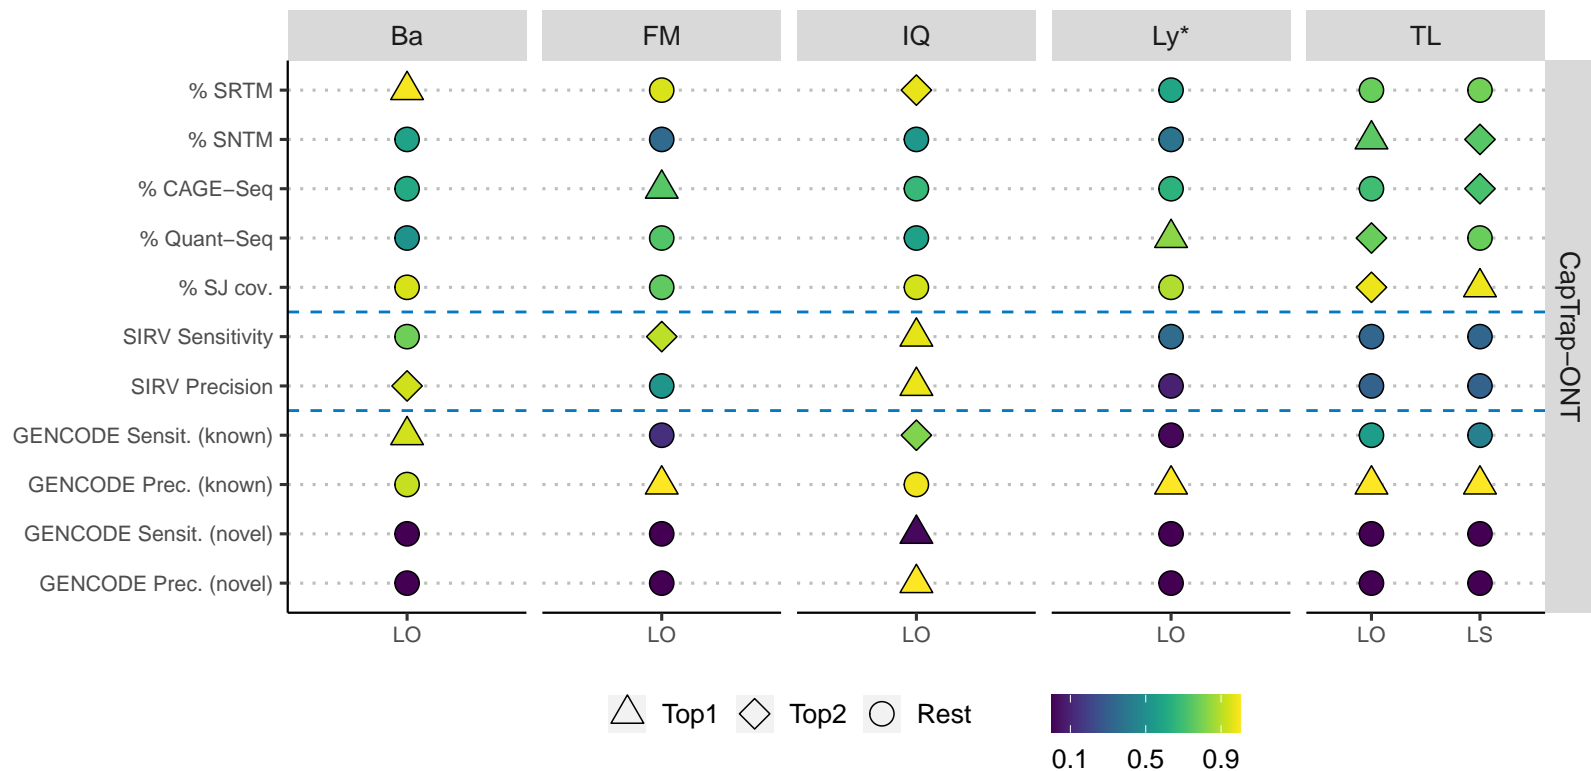 Ba FM IQ Ly* TL
% SRTM
% SNTM
% CAGE−Seq
% Quant−Seq
% SJ cov.
SIRV Sensitivity
SIRV Precision
GENCODE Sensit. (known)
GENCODE Prec. (known)
GENCODE Sensit. (novel)
GENCODE Prec. (novel)
CapTrap−ONT
LO LO LO LO LO LS
Top1 Top2 Rest
0.1 0.5 0.9